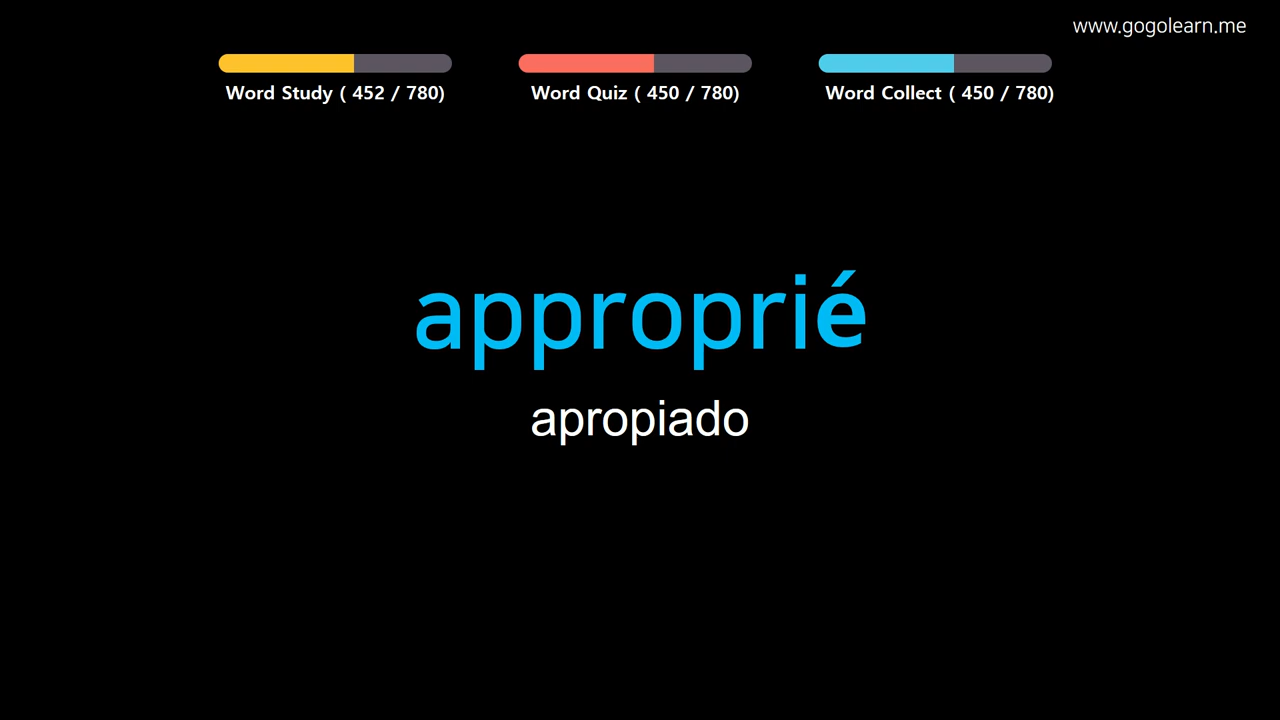 www.gogolearn.me
Word Study ( 452 / 780)
Word Quiz ( 450 / 780)
Word Collect ( 450 / 780)
approprié
apropiado